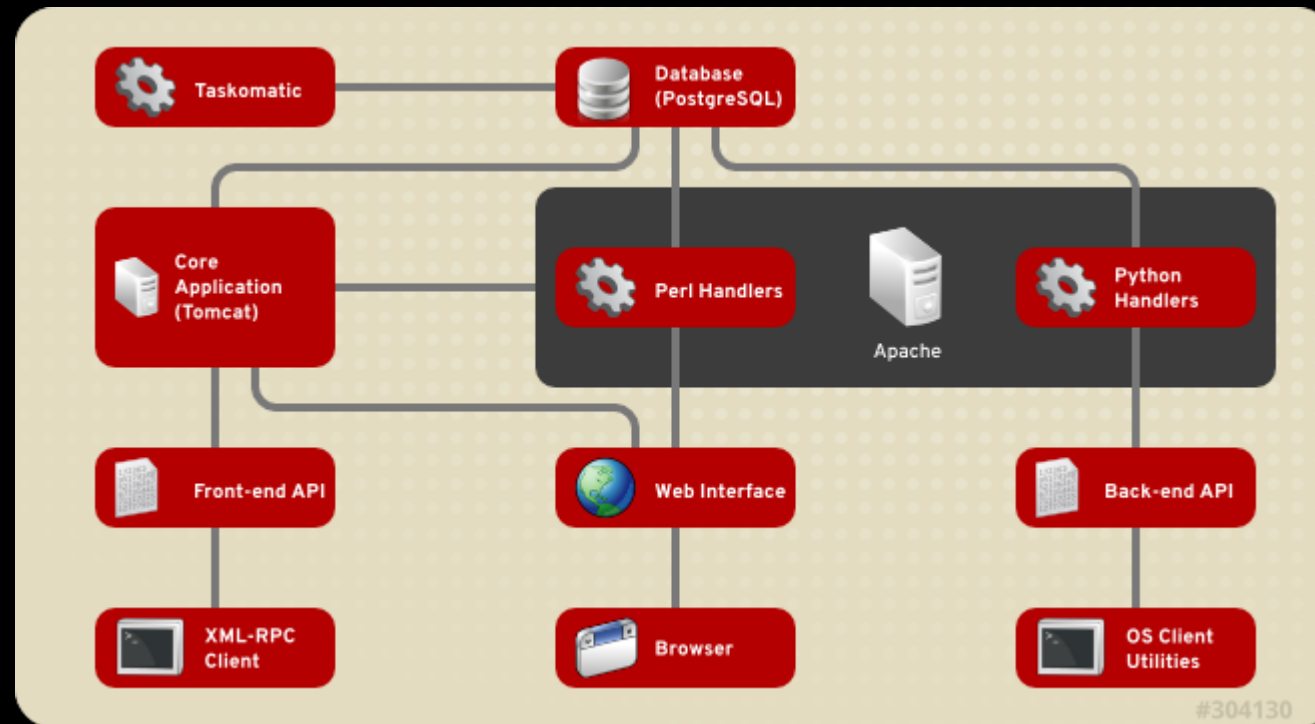 Taskomatic
Database
(PostgreSQL)
Core
Application
(Tomcat)
Perl Handlers
Apache
Python
Handlers
Front-end API
Web Interface
Back-end API
XML-RPC
Client
Browser
OS Client
Utilities
#304130